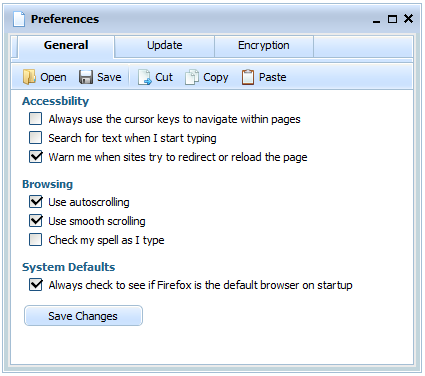 Preferences
General Update Encryption
Open Save Cut Copy Paste
Accessbility
Always use the cursor keys to navigate within pages
Search for text when I start typing
Warn me when sites try to redirect or reload the page
Browsing
Use autoscrolling
Use smooth scrolling
Check my spell as I type
System Defaults
Always check to see if Firefox is the default browser on startup
Save Changes